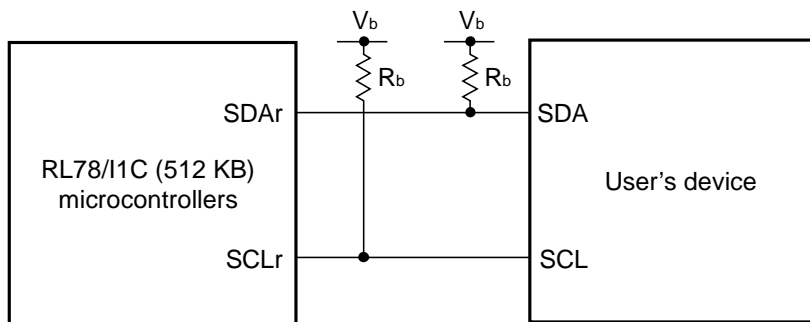 Vb
Vb
Rb
Rb
SDAr
SDA
RL78/I1C (512 KB)
microcontrollers
User's device
SCLr
SCL